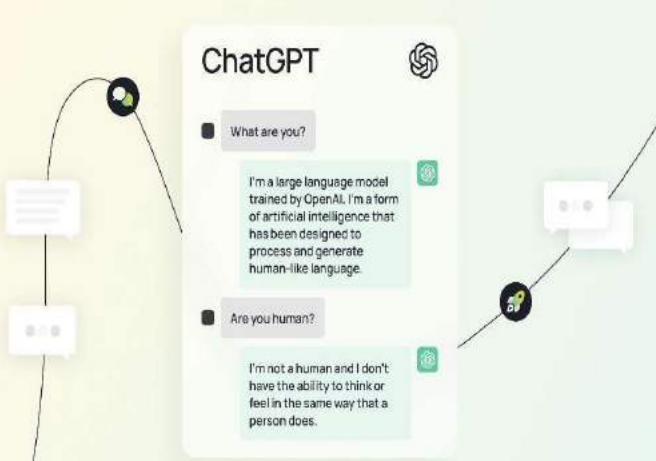 ChatGPT
What are you?
I'm a large language model
trained by OpenAI. I'm a form
of artificial intelligence that
has been designed to
process and generate
human-like language.
Are you human?
I'm not a human and I don't
have the ability to think or
feel in the same way that a
person does.